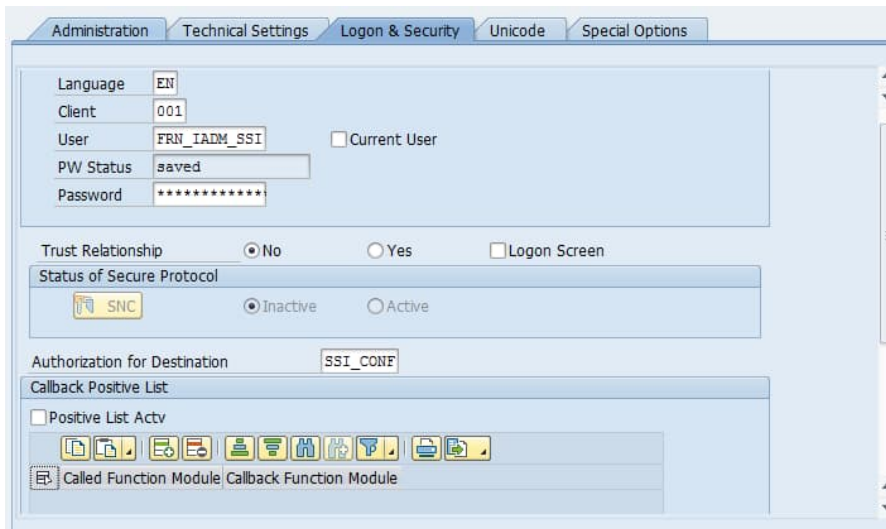 Administration Technical Settings Logon & Security Unicode Special Options
Language EN
Client 001
User FRN_IADM_SSI Current User
PW Status saved
Password *************
Trust Relationship No Yes Logon Screen
Status of Secure Protocol
SNC Inactive Active
Authorization for Destination SSI_CONF
Callback Positive List
Positive List Actv
Called Function Module Callback Function Module